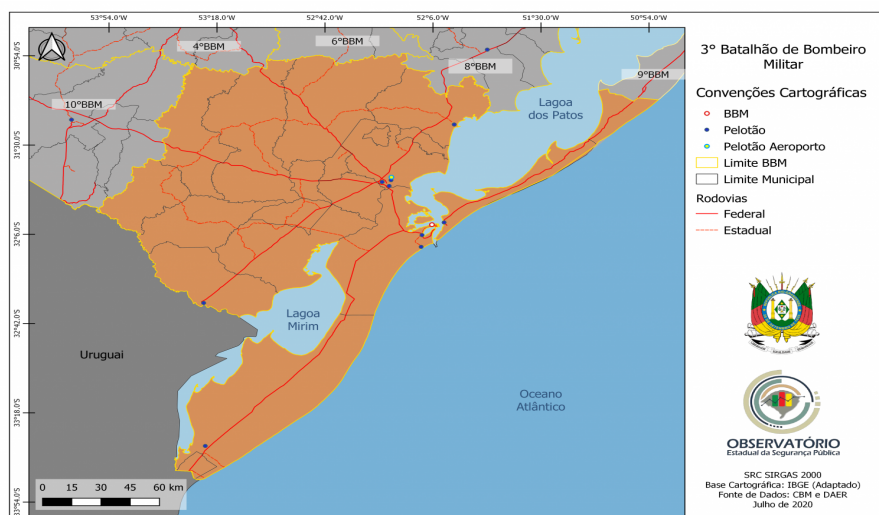 53°54.0'W
53°18.0'W
52°42.0'W
52°6.0'W
51°30.0'W
50°54.0'W
30°54.0'S
31°30.0'S
32°6.0'S
32°42.0'S
33°18.0'S
33°54.0'S
4°BBM
6°BBM
8°BBM
9°BBM
10°BBM
Lagoa
dos Patos
Lagoa
Mirim
Uruguai
Oceano
Atlântico
0 15 30 45 60 km
3º Batalhão de Bombeiro
Militar
Convenções Cartográficas
BBM
Pelotão
Pelotão Aeroporto
Limite BBM
Limite Municipal
Rodovias
Federal
Estadual
OBSERVATÓRIO
Estadual da Segurança Pública
SRC SIRGAS 2000
Base Cartográfica: IBGE (Adaptado)
Fonte de Dados: CBM e DAER
Julho de 2020